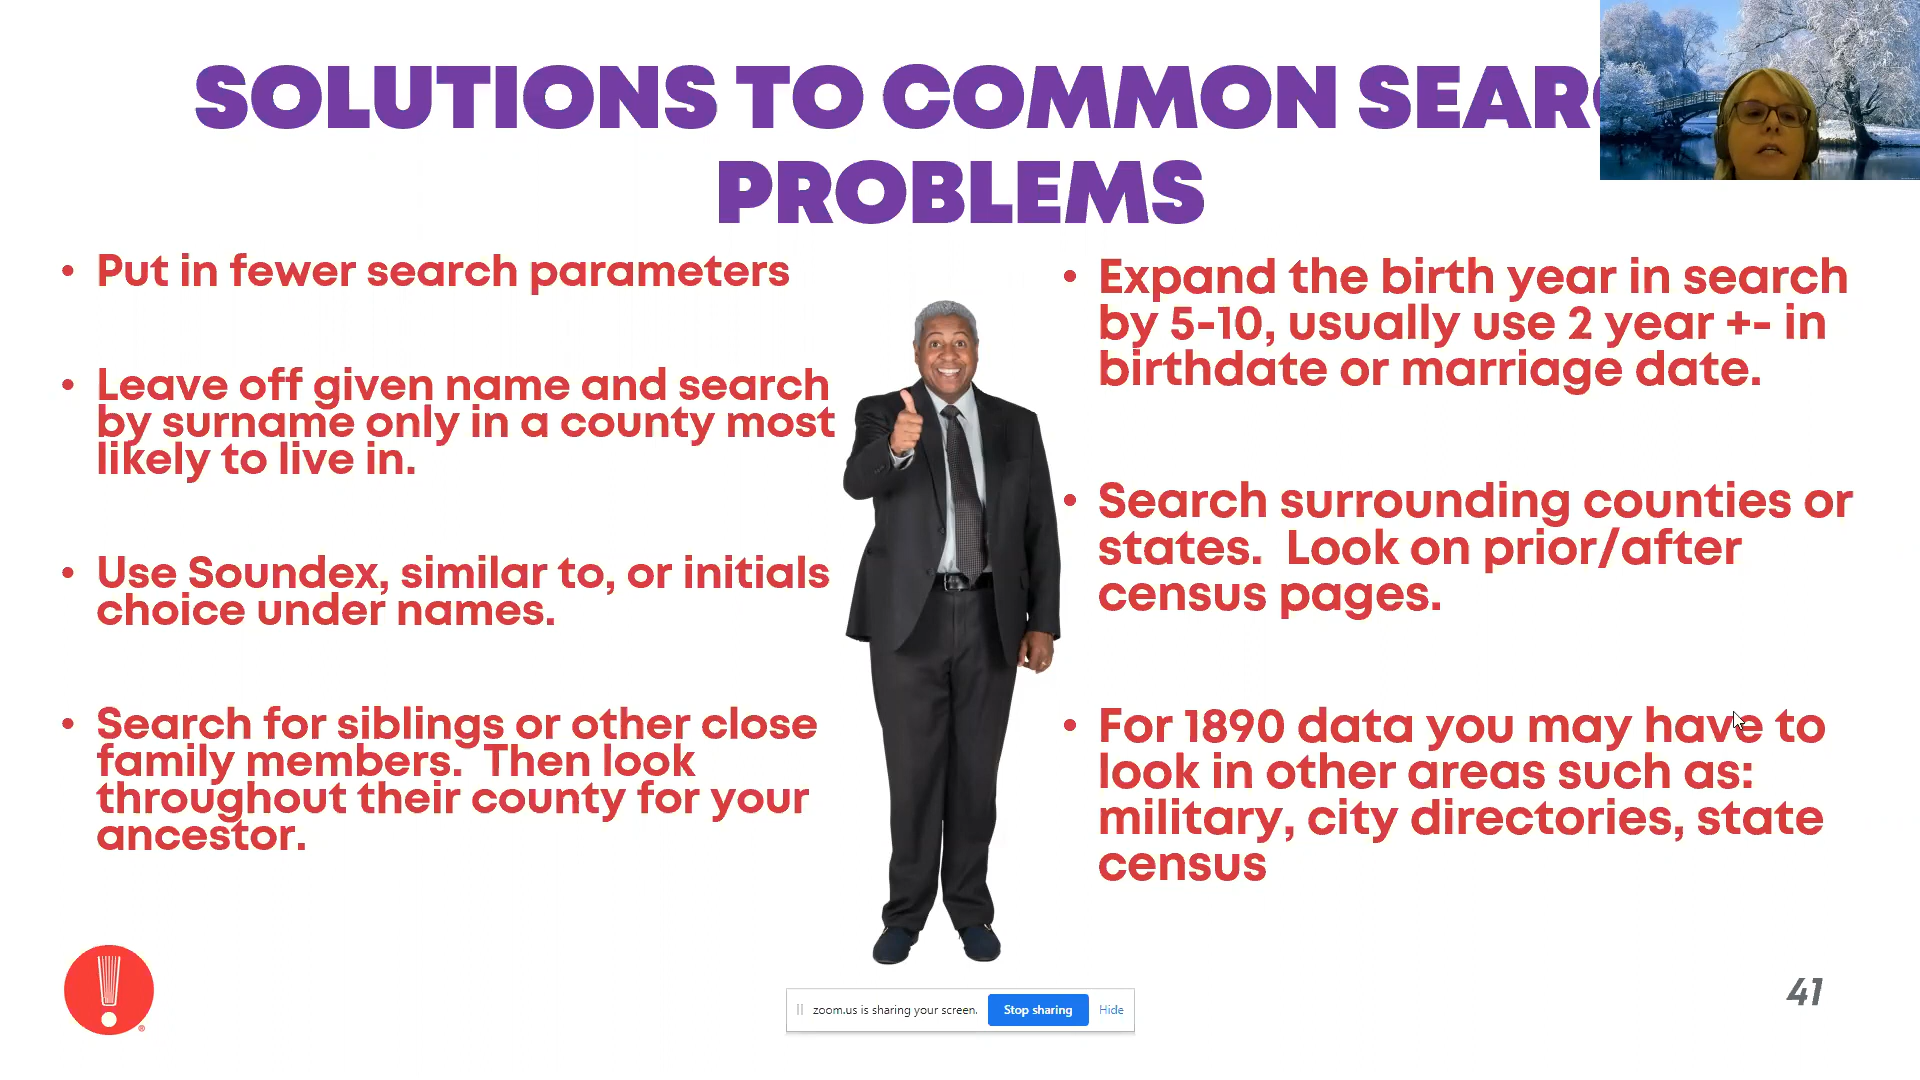 SOLUTIONS TO COMMON SEARC
PROBLEMS
• Put in fewer search parameters
• Leave off given name and search
by surname only in a county most
likely to live in.
• Use Soundex, similar to, or initials
choice under names.
• Search for siblings or other close
family members.  Then look
throughout their county for your
ancestor.
• Expand the birth year in search
by 5-10, usually use 2 year +- in
birthdate or marriage date.
• Search surrounding counties or
states.  Look on prior/after
census pages.
• For 1890 data you may have to
look in other areas such as:
military, city directories, state
census
zoom.us is sharing your screen. Stop sharing Hide
41